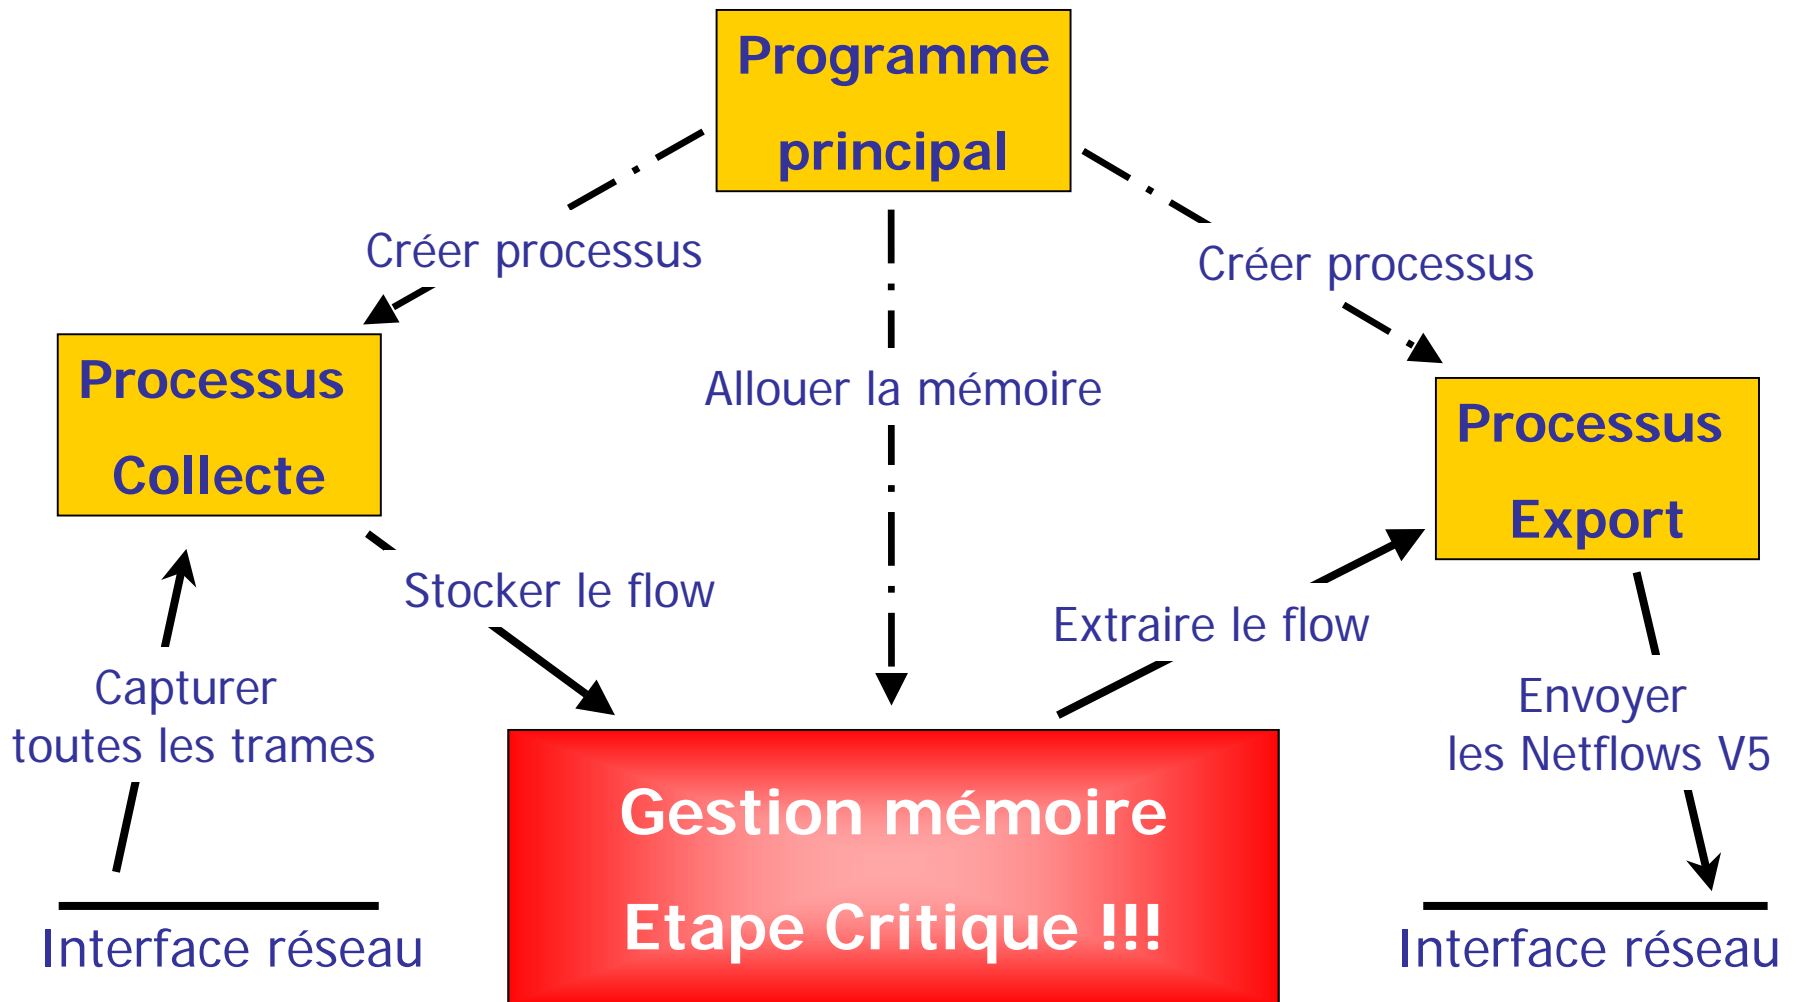 Programme
principal
Créer processus
Créer processus
Processus
Collecte
Allouer la mémoire
Processus
Export
Stocker le flow
Extraire le flow
Capturer
toutes les trames
Envoyer
les Netflows V5
Gestion mémoire
Etape Critique !!!
Interface réseau
Interface réseau